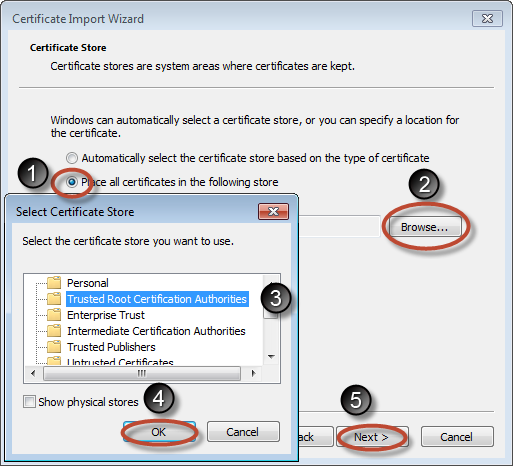 Certificate Import Wizard
Certificate Store
Certificate stores are system areas where certificates are kept.
Windows can automatically select a certificate store, or you can specify a location for
the certificate.
Automatically select the certificate store based on the type of certificate
1
Place all certificates in the following store
2
Browse...
Select Certificate Store
Select the certificate store you want to use.
Personal
Trusted Root Certification Authorities
3
Enterprise Trust
Intermediate Certification Authorities
Trusted Publishers
Untrusted Certificates
Show physical stores
4
5
OK
Cancel
ack
Next >
Cancel